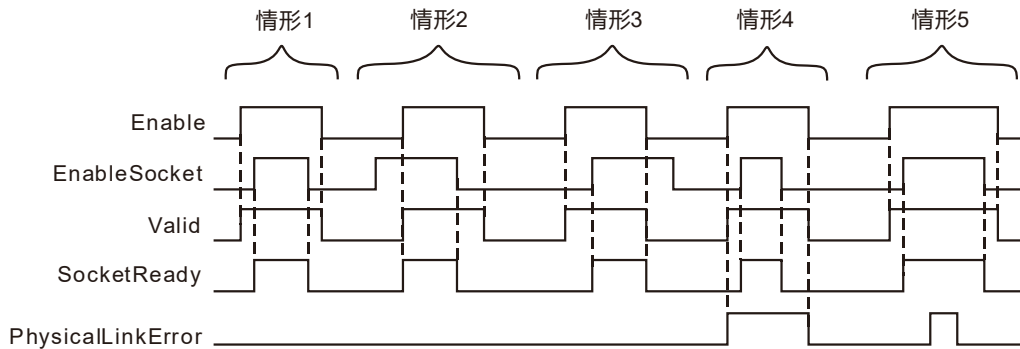 情形1 情形2 情形3 情形4 情形5
Enable
EnableSocket
Valid
SocketReady
PhysicalLinkError